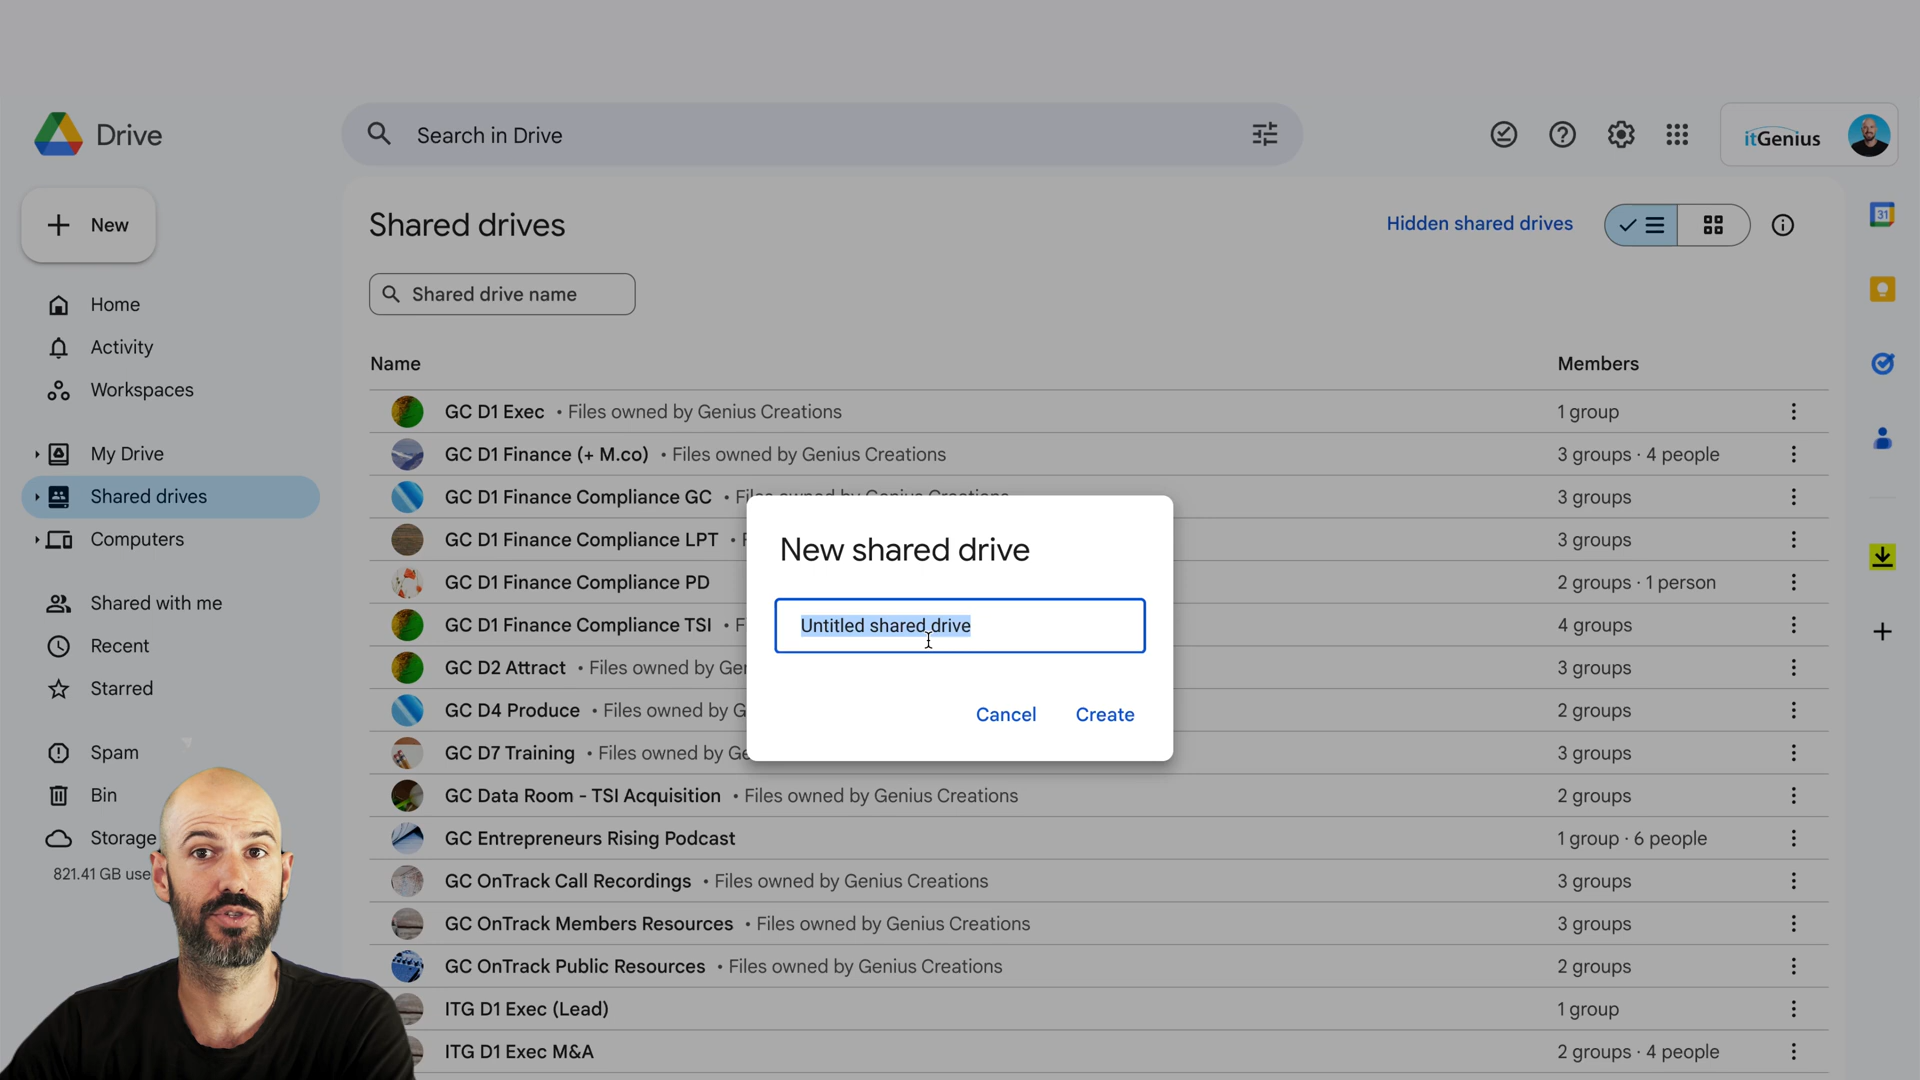 Drive
Search in Drive
itGenius
New
Shared drives
Hidden shared drives
31
Shared drive name
Home
Activity
Workspaces
My Drive
Shared drives
Computers
Shared with me
Recent
Starred
Spam
Bin
Storage
821.41 GB use
Name Members
GC D1 Exec • Files owned by Genius Creations 1 group
GC D1 Finance (+ M.co) • Files owned by Genius Creations 3 groups · 4 people
GC D1 Finance Compliance GC • Files owned by Genius Creations 3 groups
GC D1 Finance Compliance LPT • F 3 groups
GC D1 Finance Compliance PD 2 groups · 1 person
GC D1 Finance Compliance TSI • F 4 groups
GC D2 Attract • Files owned by Ge 3 groups
GC D4 Produce • Files owned by G 2 groups
GC D7 Training • Files owned by Ge 3 groups
GC Data Room - TSI Acquisition • Files owned by Genius Creations 2 groups
GC Entrepreneurs Rising Podcast 1 group · 6 people
GC OnTrack Call Recordings • Files owned by Genius Creations 3 groups
GC OnTrack Members Resources • Files owned by Genius Creations 3 groups
GC OnTrack Public Resources • Files owned by Genius Creations 2 groups
ITG D1 Exec (Lead) 1 group
ITG D1 Exec M&A 2 groups · 4 people
New shared drive
Untitled shared drive
Cancel Create